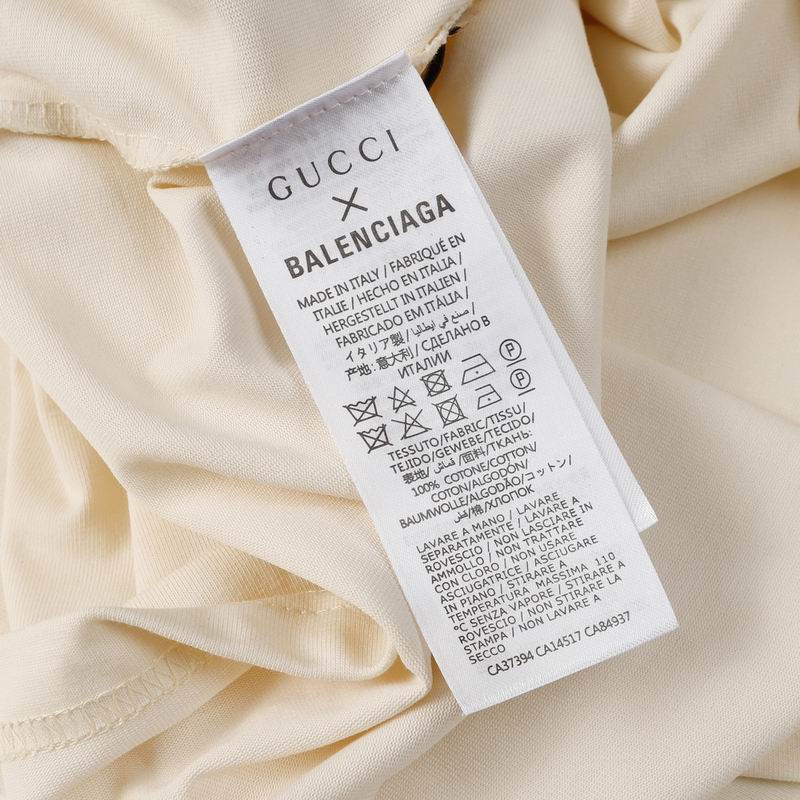 GUCCI
X
BALENCIAGA
MADE IN ITALY / FABRIQUÉ EN
ITALIE / HECHO EN ITALIA /
HERGESTELLT IN ITALIEN /
FABRICADO EM ITÁLIA /
イタリア製 / صنع في ايطاليا /
产地: 意大利 / СДЕЛАНО В
ИТАЛИИ
P
P
TESSUTO/FABRIC/TISSU/
TEJIDO/GEWEBE/TECIDO/
表地/ قماش /面料/ТКАНЬ:
100% COTONE/COTTON/
COTON/ALGODÓN/
BAUMWOLLE/ALGODÃO/コットン/
قطن/棉/ХЛОПОК
LAVARE A MANO / LAVARE
SEPARATAMENTE / LAVARE A
ROVESCIO / NON LASCIARE IN
AMMOLLO / NON TRATTARE
CON CLORO / NON USARE
ASCIUGATRICE / ASCIUGARE
IN PIANO / STIRARE A
TEMPERATURA MASSIMA 110
°C SENZA VAPORE / STIRARE A
ROVESCIO / NON STIRARE LA
STAMPA / NON LAVARE A
SECCO
CA37394 CA14517 CA84937